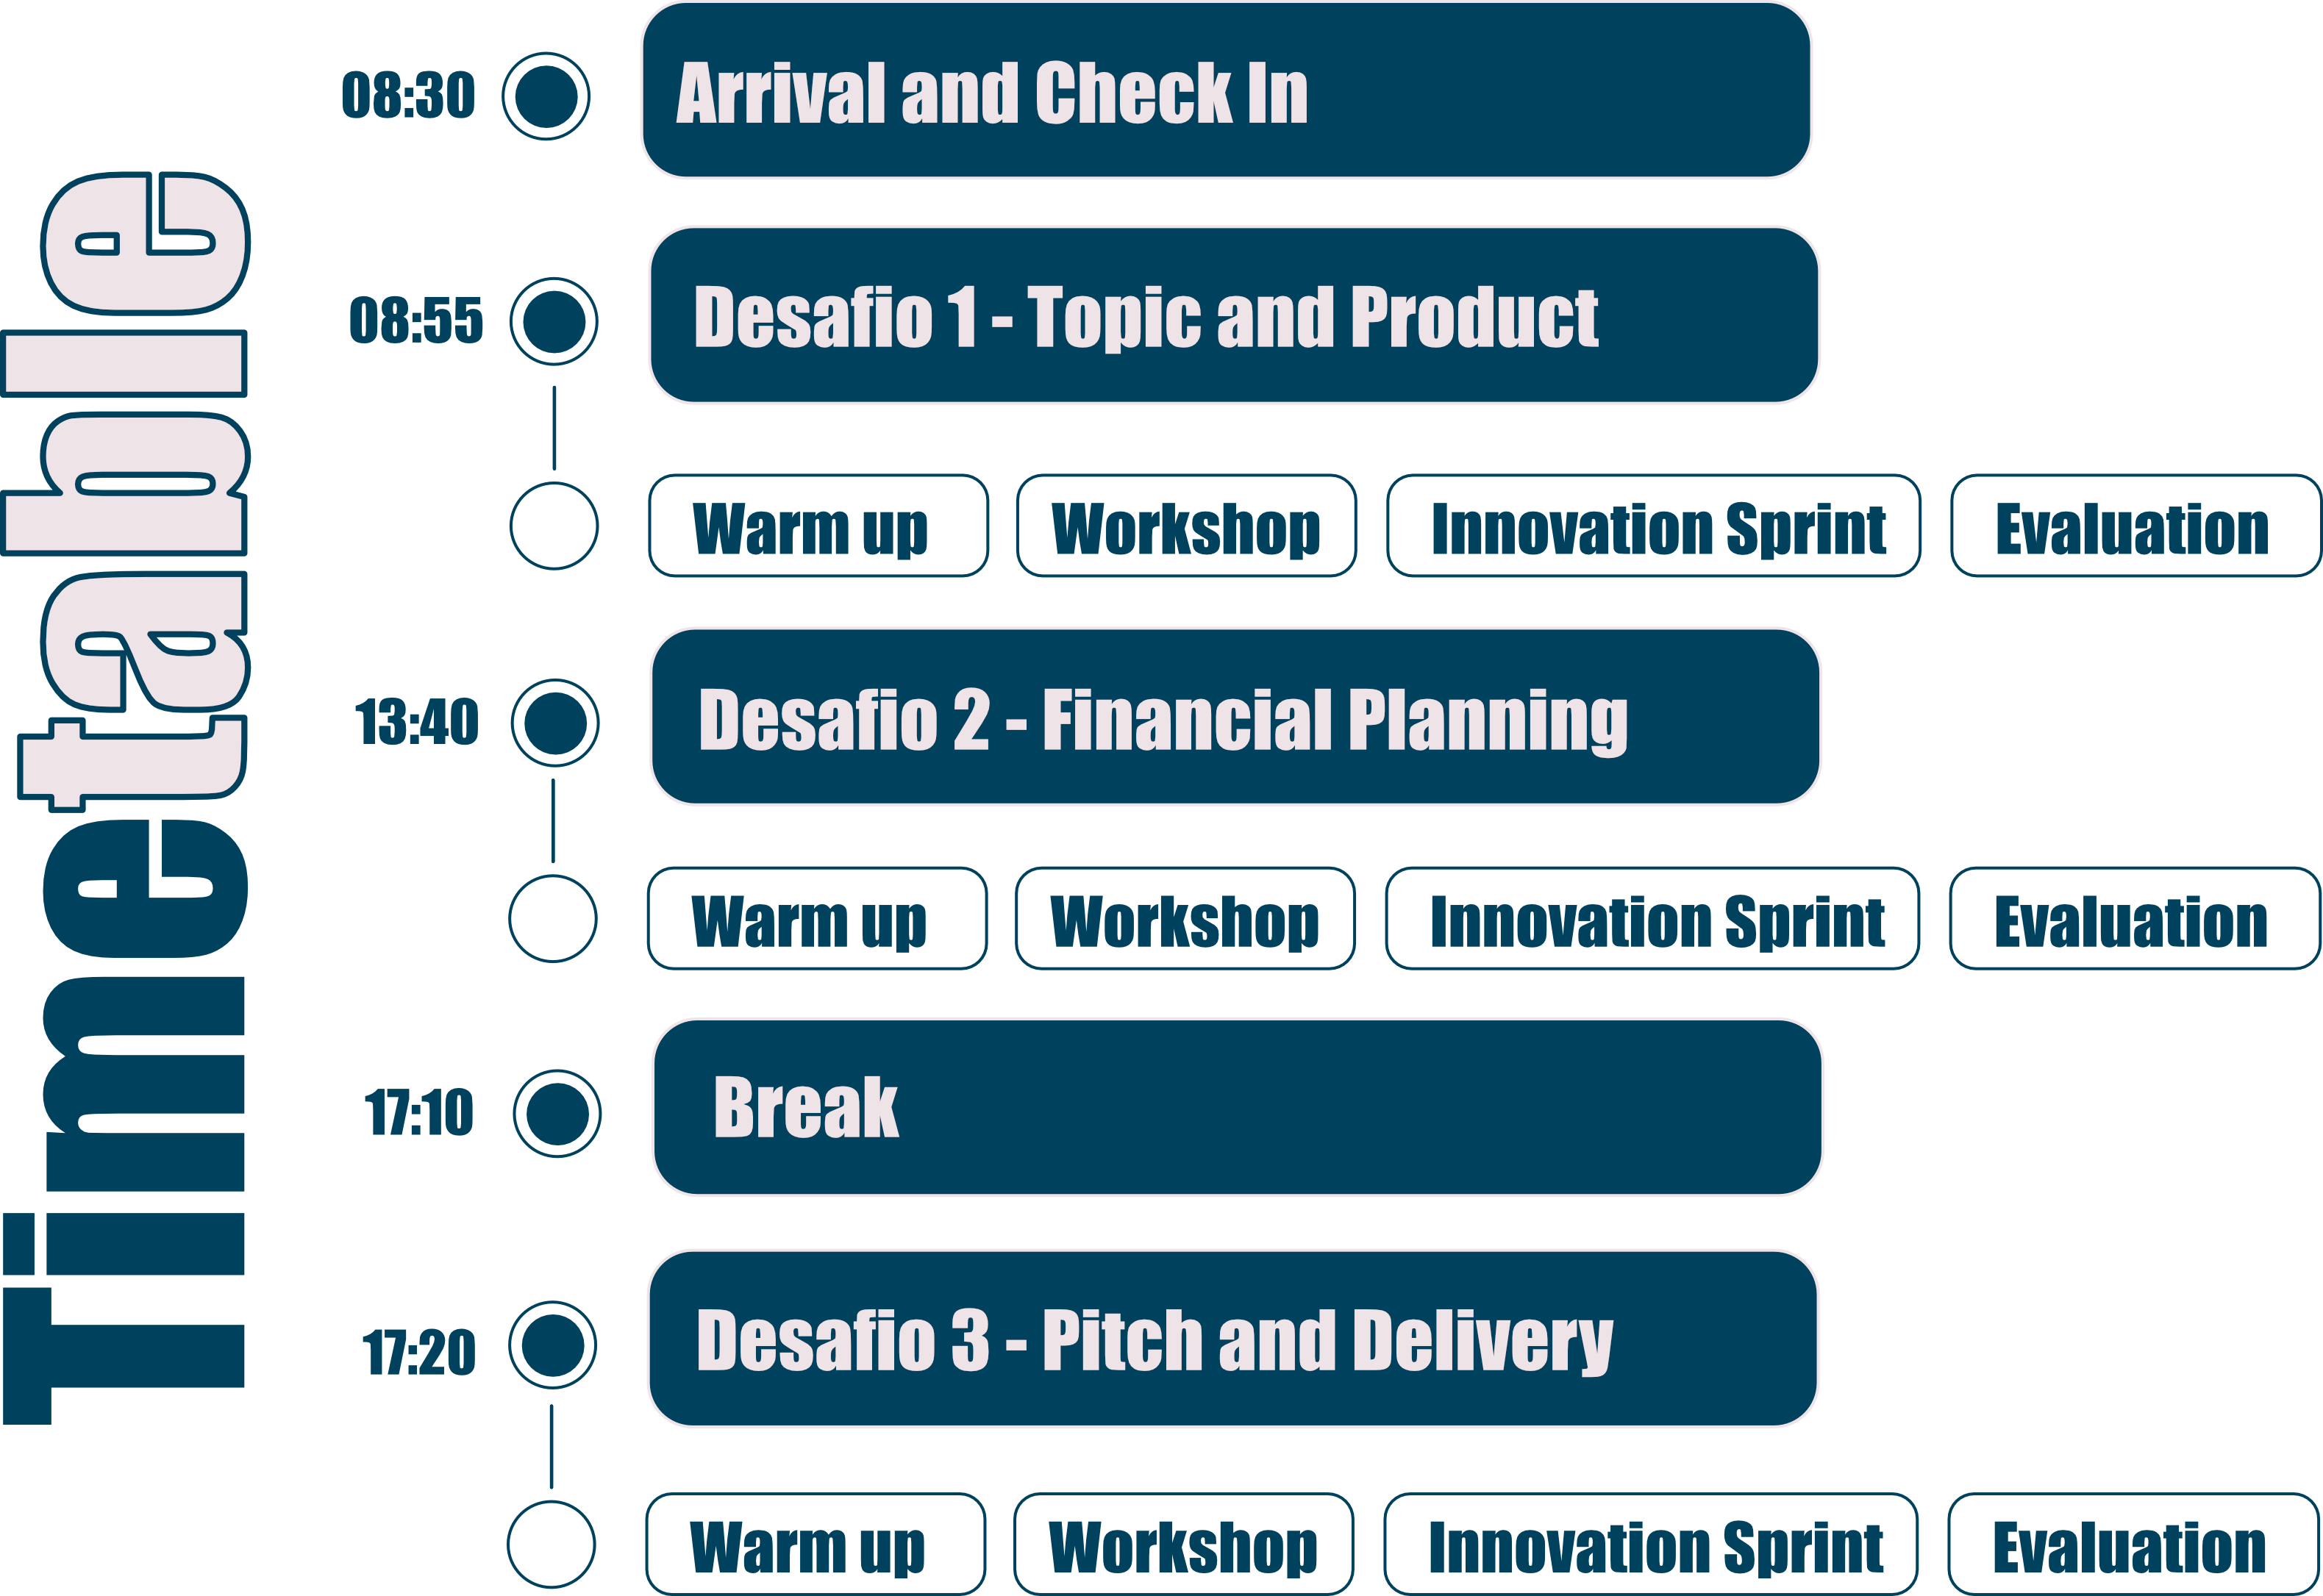 Timetable
08:30
Arrival and Check In
08:55
Desafio 1 - Topic and Product
Warm up
Workshop
Innovation Sprint
Evaluation
13:40
Desafio 2 - Financial Planning
Warm up
Workshop
Innovation Sprint
Evaluation
17:10
Break
17:20
Desafio 3 - Pitch and Delivery
Warm up
Workshop
Innovation Sprint
Evaluation